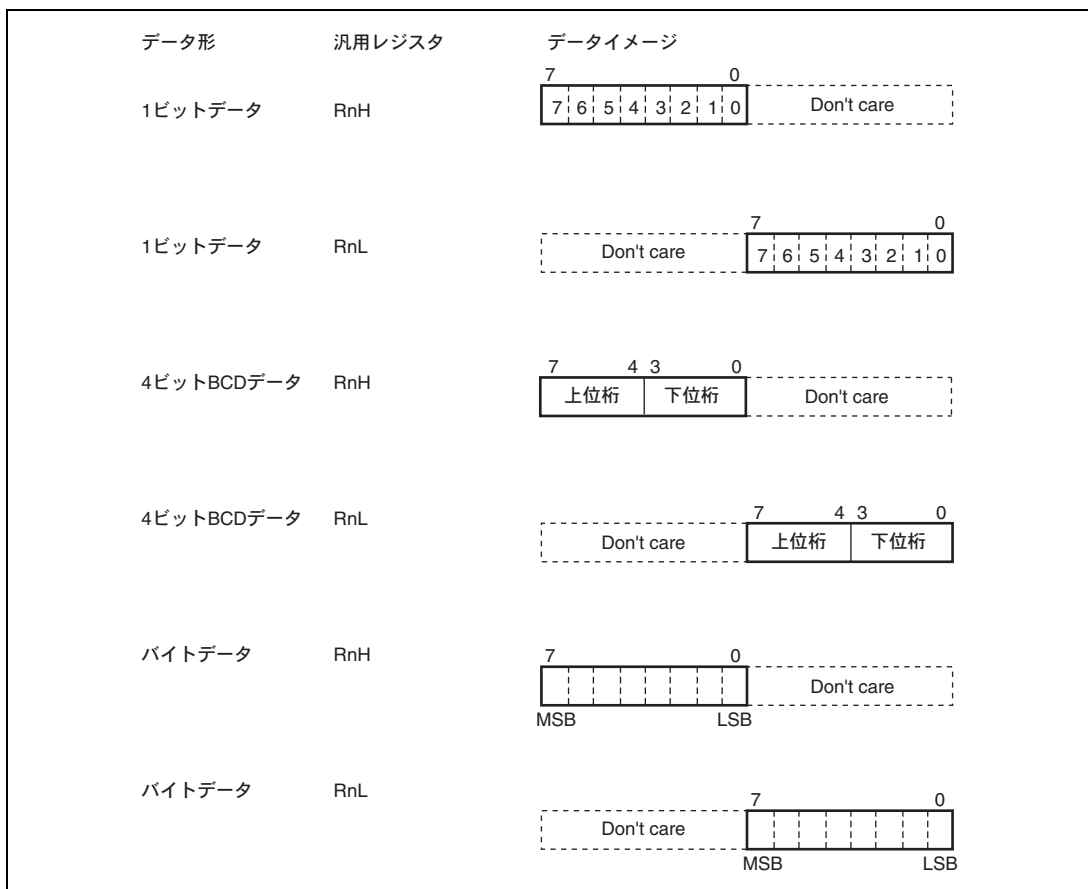 データ形 汎用レジスタ データイメージ
7 0
1ビットデータ RnH 7 6 5 4 3 2 1 0 Don't care
7 0
1ビットデータ RnL Don't care 7 6 5 4 3 2 1 0
7 4 3 0
4ビットBCDデータ RnH 上位桁 下位桁 Don't care
7 4 3 0
4ビットBCDデータ RnL Don't care 上位桁 下位桁
バイトデータ RnH 7 0
Don't care
MSB LSB
バイトデータ RnL 7 0
Don't care
MSB LSB